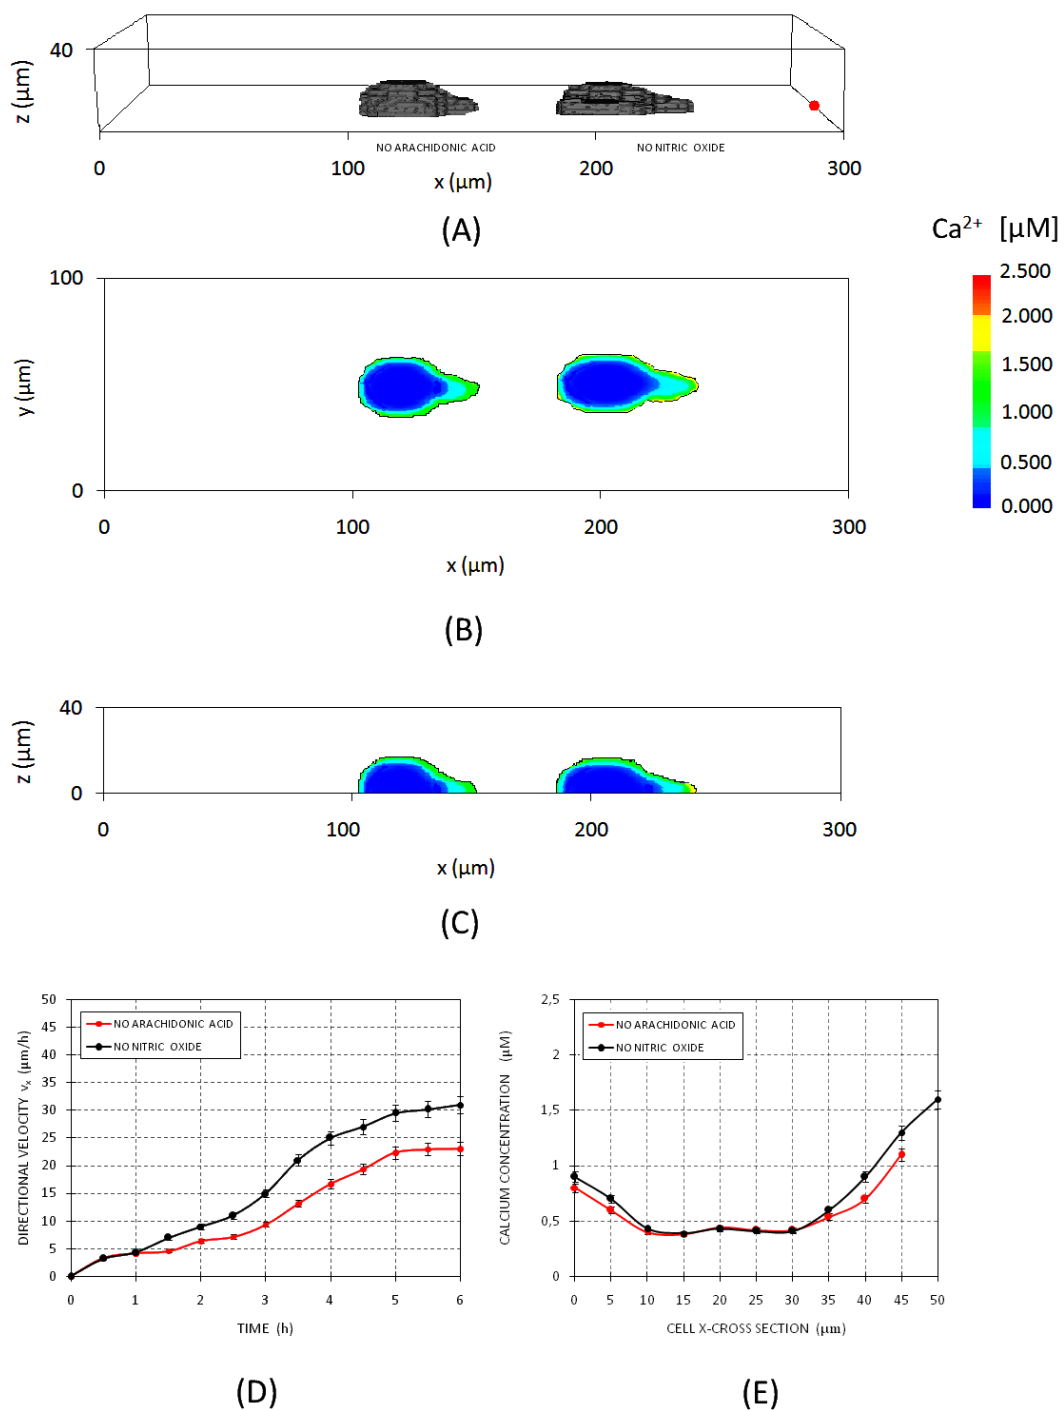 40
z (µm)
NO ARACHIDONIC ACID
NO NITRIC OXIDE
0
100
200
300
x (µm)
(A)
Ca²⁺ [µM]
2.500
2.000
1.500
1.000
0.500
0.000
100
y (µm)
0
0
100
200
300
x (µm)
(B)
40
z (µm)
0
0
100
200
300
x (µm)
(C)
50
45
40
35
30
25
20
15
10
5
0
DIRECTIONAL VELOCITY vₓ (µm/h)
NO ARACHIDONIC ACID
NO NITRIC OXIDE
0 1 2 3 4 5 6
TIME (h)
(D)
2,5
2
1,5
1
0,5
0
CALCIUM CONCENTRATION (µM)
NO ARACHIDONIC ACID
NO NITRIC OXIDE
0 5 10 15 20 25 30 35 40 45 50
CELL X-CROSS SECTION (µm)
(E)